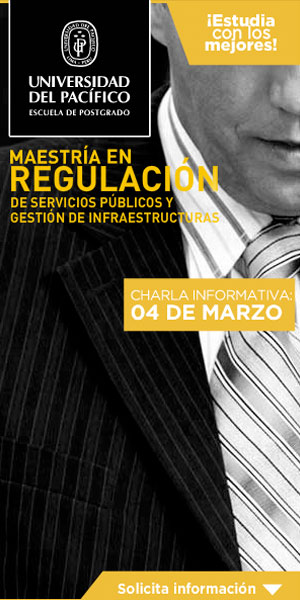 ¡Estudia
con los
mejores!
UNIVERSIDAD
DEL PACÍFICO
ESCUELA DE POSTGRADO
MAESTRÍA EN
REGULACIÓN
DE SERVICIOS PÚBLICOS Y
GESTIÓN DE INFRAESTRUCTURAS
CHARLA INFORMATIVA:
04 DE MARZO
Solicita información